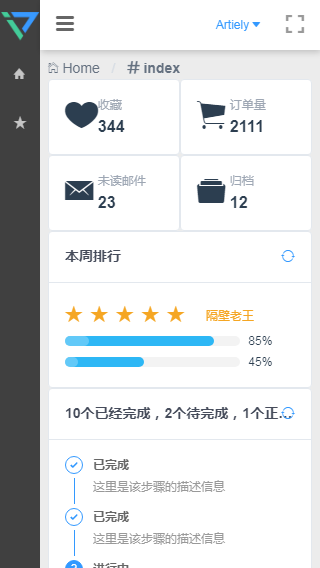 Artiely
Home / # index
收藏
344
订单量
2111
未读邮件
23
归档
12
本周排行
隔壁老王
85%
45%
10个已经完成，2个待完成，1个正...
已完成
这里是该步骤的描述信息
已完成
这里是该步骤的描述信息
进行中